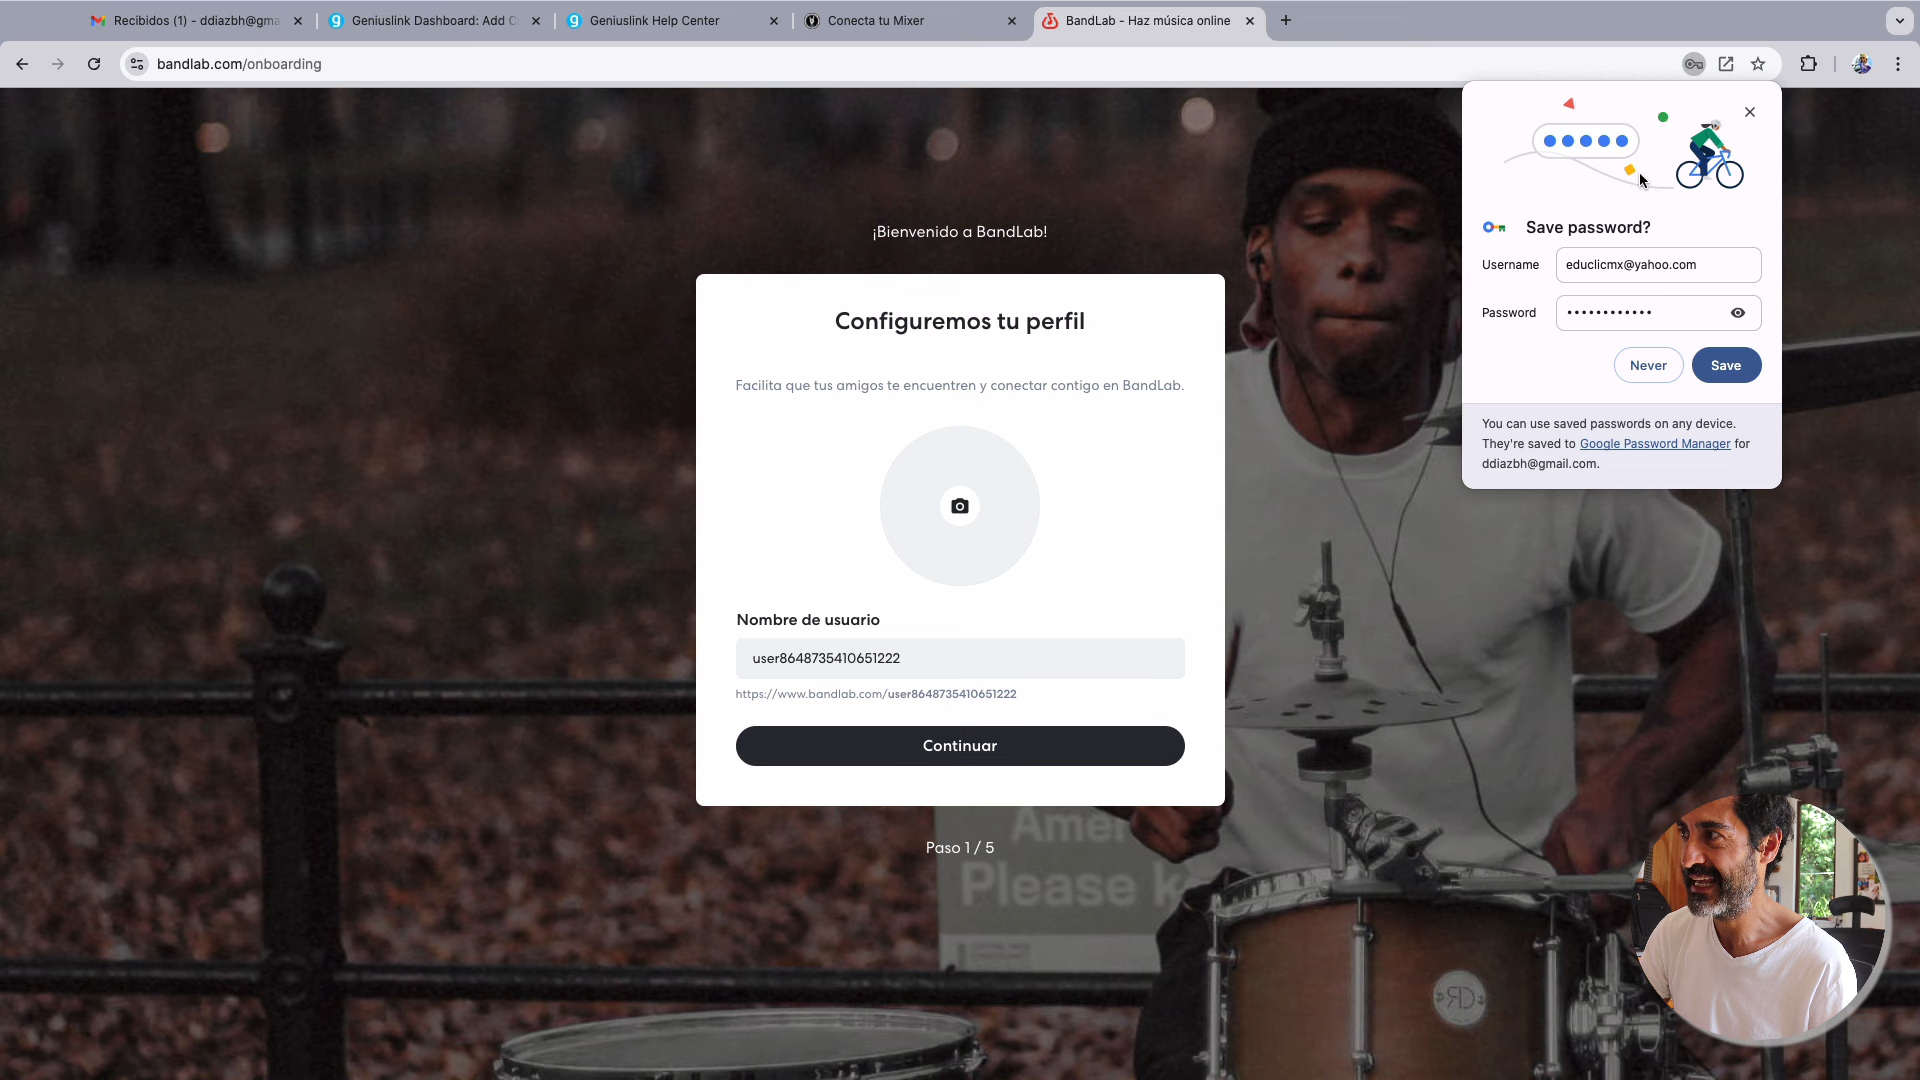 Recibidos (1) - ddiazbh@gma
Geniuslink Dashboard: Add C
Geniuslink Help Center
Conecta tu Mixer
BandLab - Haz música online
bandlab.com/onboarding
¡Bienvenido a BandLab!
Configuremos tu perfil
Facilita que tus amigos te encuentren y conectar contigo en BandLab.
Nombre de usuario
user8648735410651222
https://www.bandlab.com/user8648735410651222
Continuar
Paso 1 / 5
Save password?
Username
educlicmx@yahoo.com
Password
Never
Save
You can use saved passwords on any device.
They're saved to Google Password Manager for
ddiazbh@gmail.com.
Amer
Please k